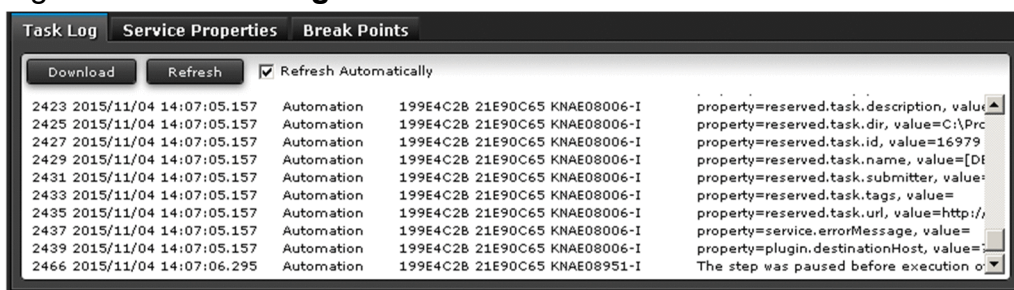 Task Log Service Properties Break Points
Download Refresh Refresh Automatically
2423 2015/11/04 14:07:05.157 Automation 199E4C2B 21E90C65 KNAE08006-I property=reserved.task.description, value
2425 2015/11/04 14:07:05.157 Automation 199E4C2B 21E90C65 KNAE08006-I property=reserved.task.dir, value=C:\Pro
2427 2015/11/04 14:07:05.157 Automation 199E4C2B 21E90C65 KNAE08006-I property=reserved.task.id, value=16979
2429 2015/11/04 14:07:05.157 Automation 199E4C2B 21E90C65 KNAE08006-I property=reserved.task.name, value=[DE
2431 2015/11/04 14:07:05.157 Automation 199E4C2B 21E90C65 KNAE08006-I property=reserved.task.submitter, value=
2433 2015/11/04 14:07:05.157 Automation 199E4C2B 21E90C65 KNAE08006-I property=reserved.task.tags, value=
2435 2015/11/04 14:07:05.157 Automation 199E4C2B 21E90C65 KNAE08006-I property=reserved.task.url, value=http:/
2437 2015/11/04 14:07:05.157 Automation 199E4C2B 21E90C65 KNAE08006-I property=service.errorMessage, value=
2439 2015/11/04 14:07:05.157 Automation 199E4C2B 21E90C65 KNAE08006-I property=plugin.destinationHost, value=
2466 2015/11/04 14:07:06.295 Automation 199E4C2B 21E90C65 KNAE08951-I The step was paused before execution o